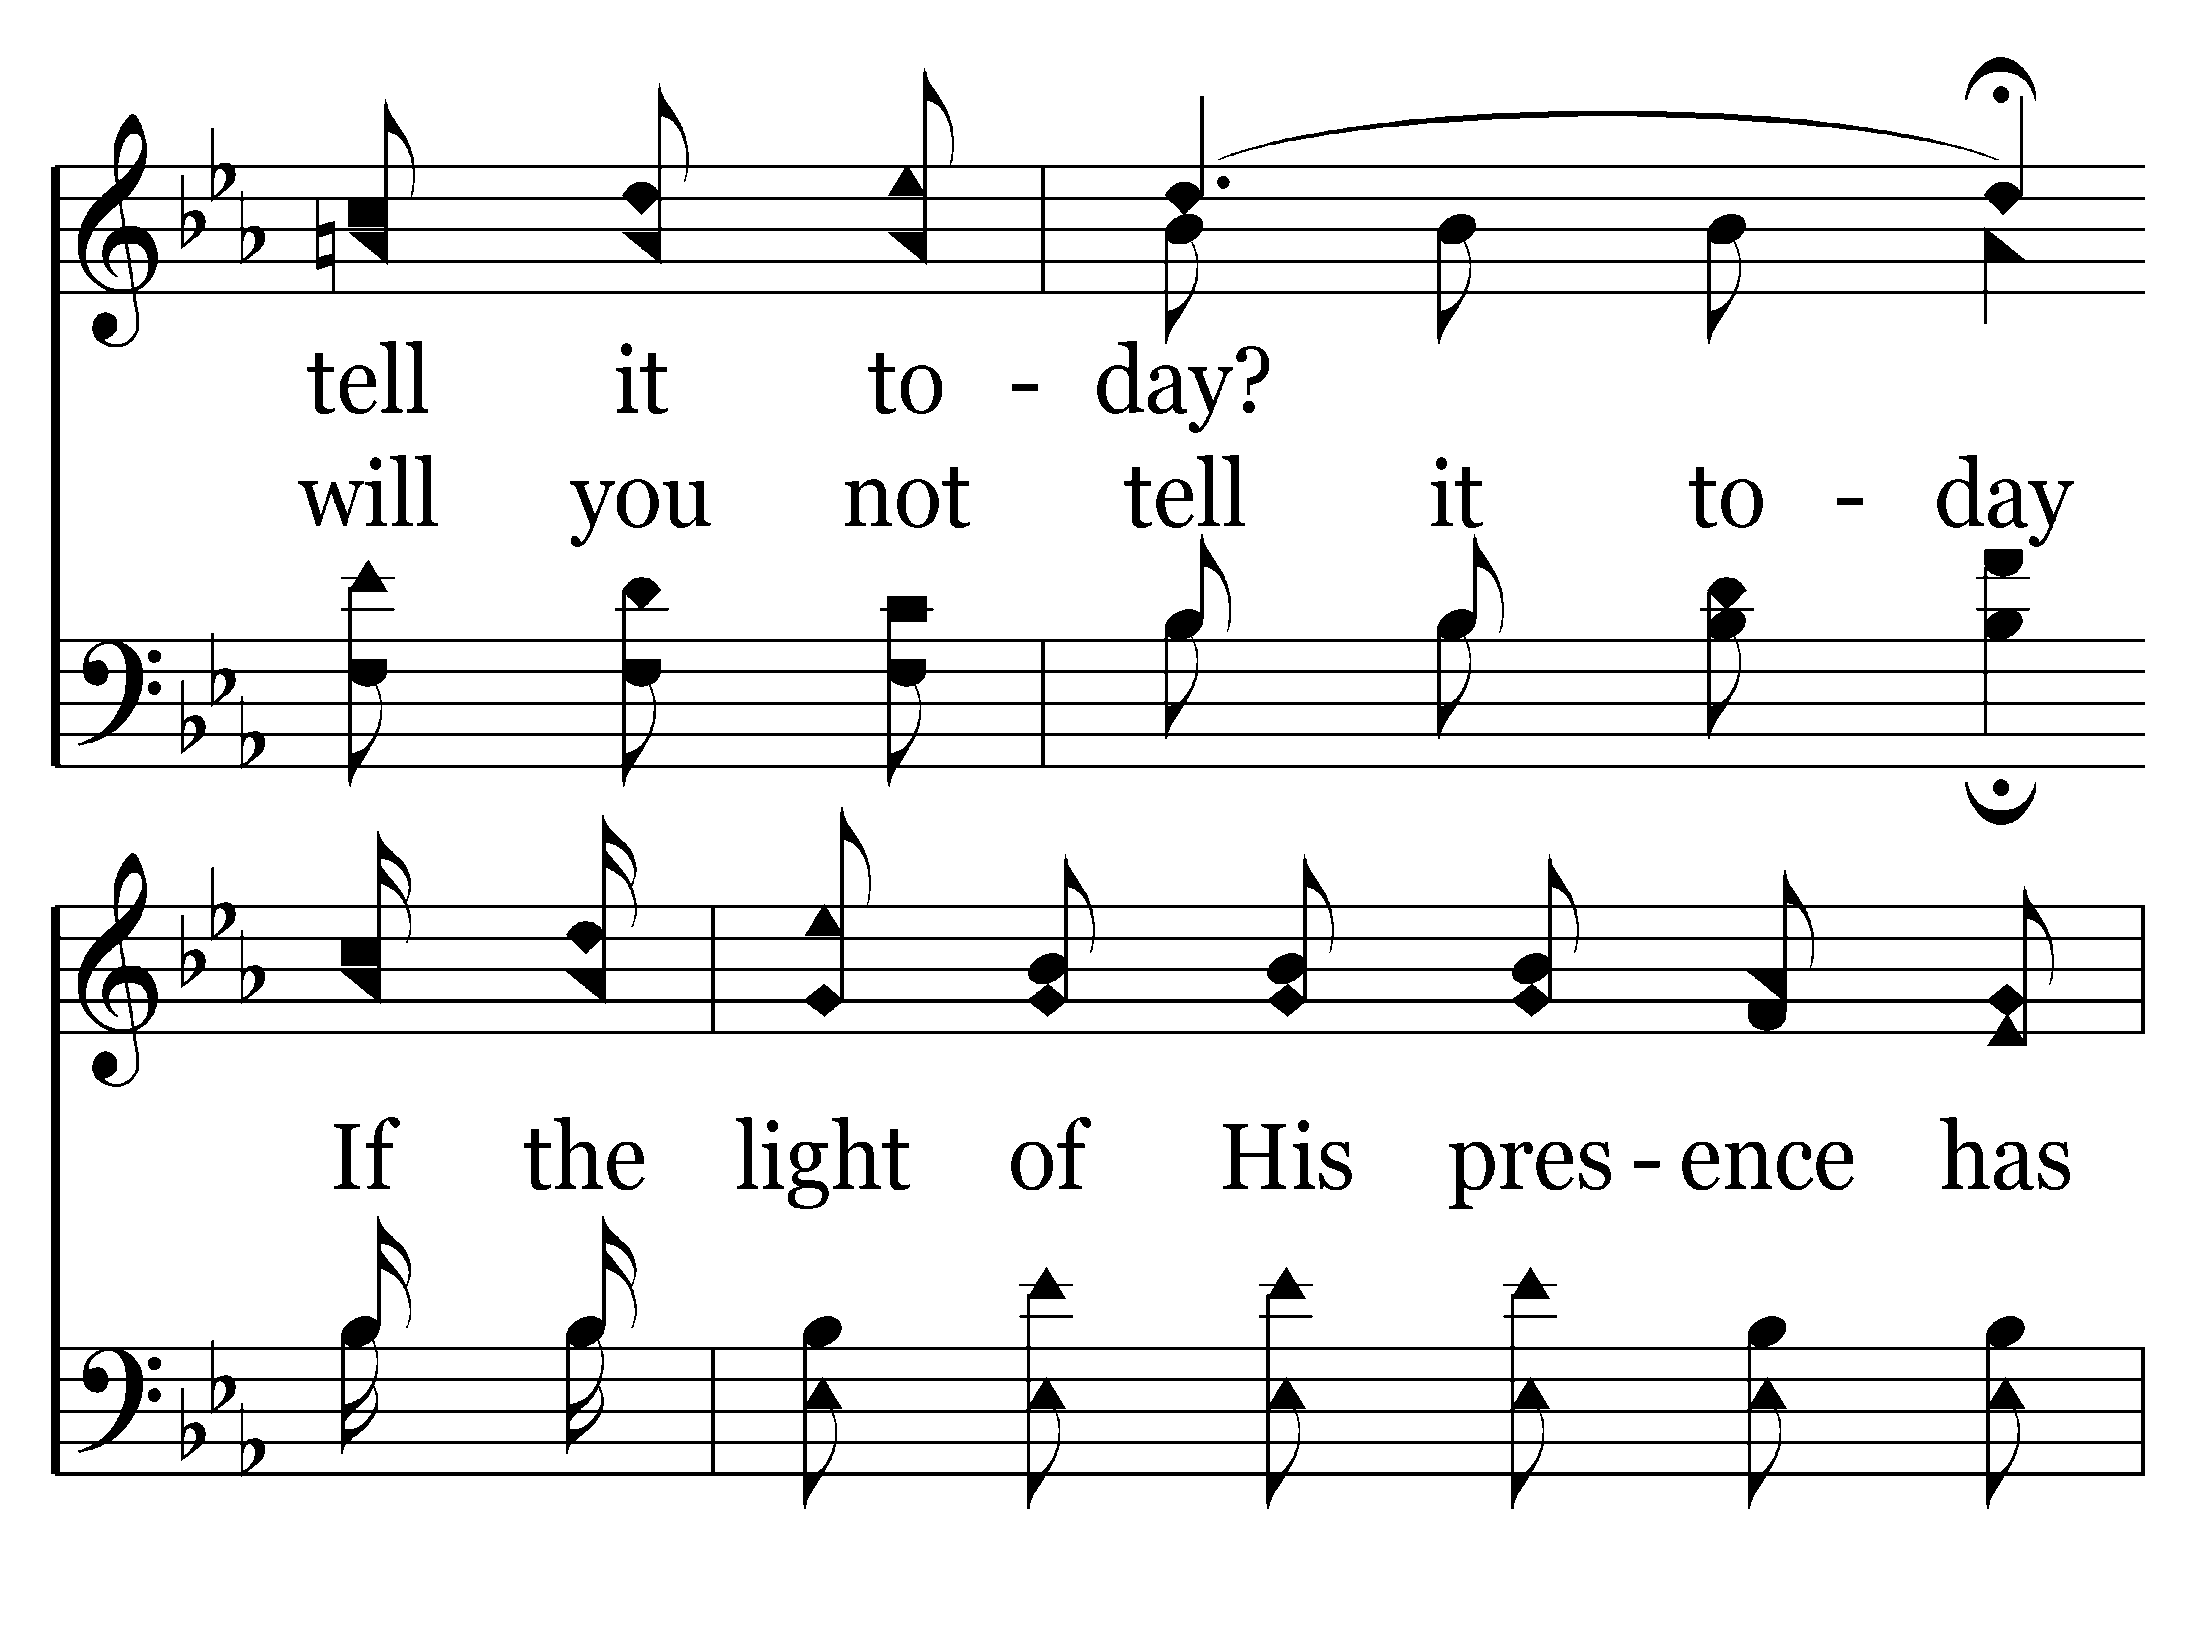 tell it to - day?
will you not tell it to - day
If the light of His pres - ence has